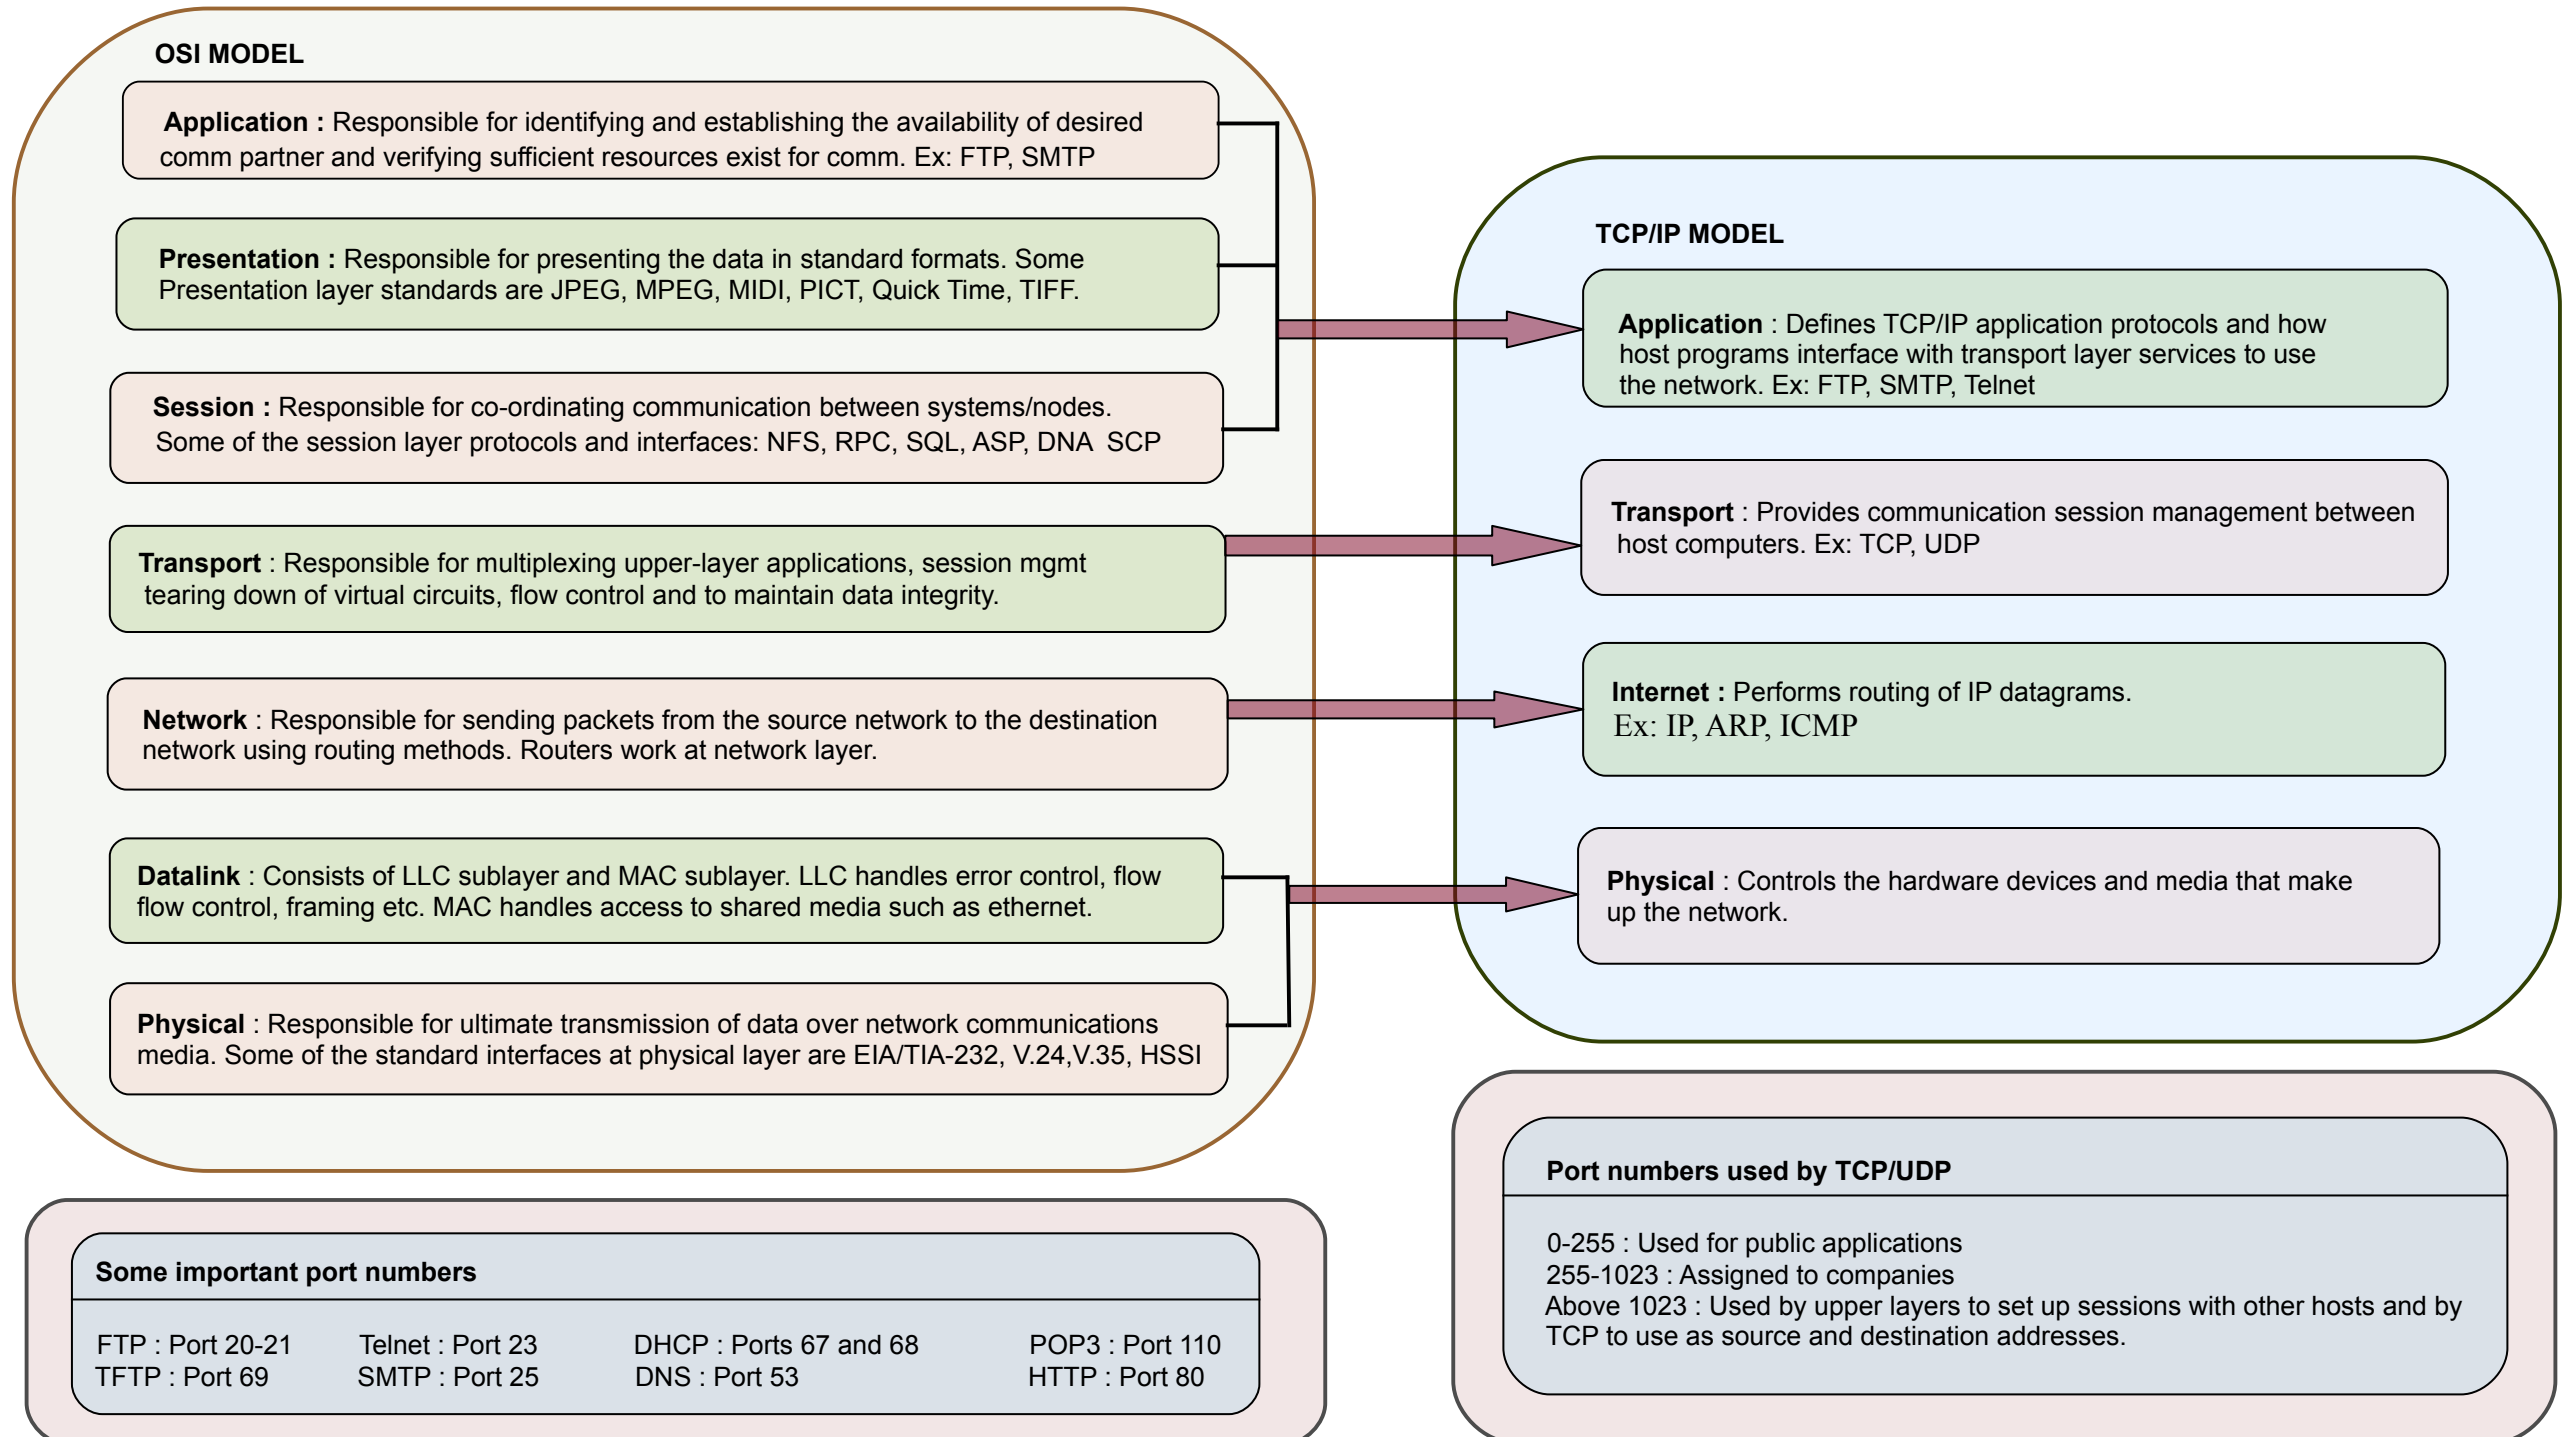 OSI MODEL
Application : Responsible for identifying and establishing the availability of desired
comm partner and verifying sufficient resources exist for comm. Ex: FTP, SMTP
Presentation : Responsible for presenting the data in standard formats. Some
Presentation layer standards are JPEG, MPEG, MIDI, PICT, Quick Time, TIFF.
Session : Responsible for co-ordinating communication between systems/nodes.
Some of the session layer protocols and interfaces: NFS, RPC, SQL, ASP, DNA  SCP
Transport : Responsible for multiplexing upper-layer applications, session mgmt
tearing down of virtual circuits, flow control and to maintain data integrity.
Network : Responsible for sending packets from the source network to the destination
network using routing methods. Routers work at network layer.
Datalink : Consists of LLC sublayer and MAC sublayer. LLC handles error control, flow
flow control, framing etc. MAC handles access to shared media such as ethernet.
Physical : Responsible for ultimate transmission of data over network communications
media. Some of the standard interfaces at physical layer are EIA/TIA-232, V.24,V.35, HSSI
TCP/IP MODEL
Application : Defines TCP/IP application protocols and how
host programs interface with transport layer services to use
the network. Ex: FTP, SMTP, Telnet
Transport : Provides communication session management between
host computers. Ex: TCP, UDP
Internet : Performs routing of IP datagrams.
Ex: IP, ARP, ICMP
Physical : Controls the hardware devices and media that make
up the network.
Some important port numbers
FTP : Port 20-21 Telnet : Port 23 DHCP : Ports 67 and 68 POP3 : Port 110
TFTP : Port 69 SMTP : Port 25 DNS : Port 53 HTTP : Port 80
Port numbers used by TCP/UDP
0-255 : Used for public applications
255-1023 : Assigned to companies
Above 1023 : Used by upper layers to set up sessions with other hosts and by
TCP to use as source and destination addresses.